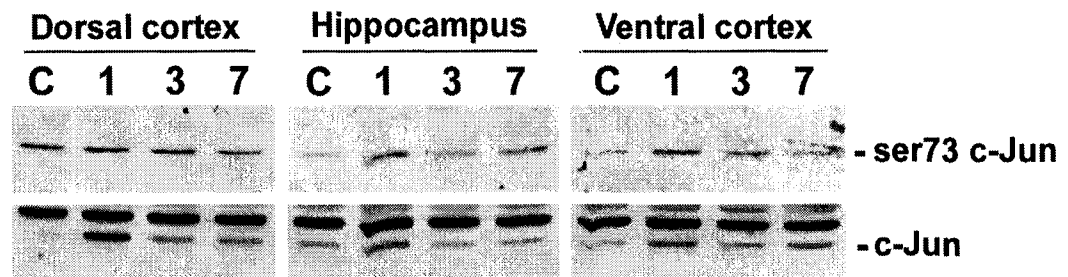 Dorsal cortex Hippocampus Ventral cortex
C 1 3 7 C 1 3 7 C 1 3 7
- ser73 c-Jun
- c-Jun